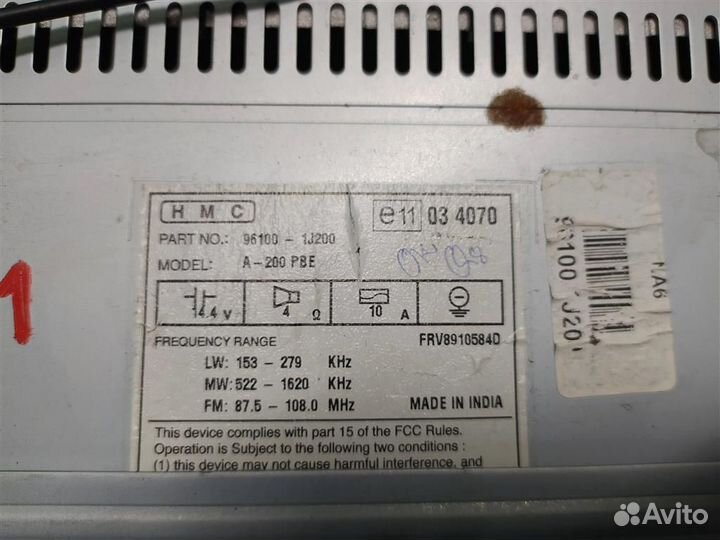 HMC
e11 03 4070
PART NO.: 96100 - 1J200
MODEL: A-200 PBE
4.4 V
4 Ω
10 A
FREQUENCY RANGE
FRV8910584D
LW: 153 - 279 KHz
MW: 522 - 1620 KHz
FM: 87.5 - 108.0 MHz
MADE IN INDIA
This device complies with part 15 of the FCC Rules.
Operation is Subject to the following two conditions :
(1) this device may not cause harmful interference, and
1
Avito